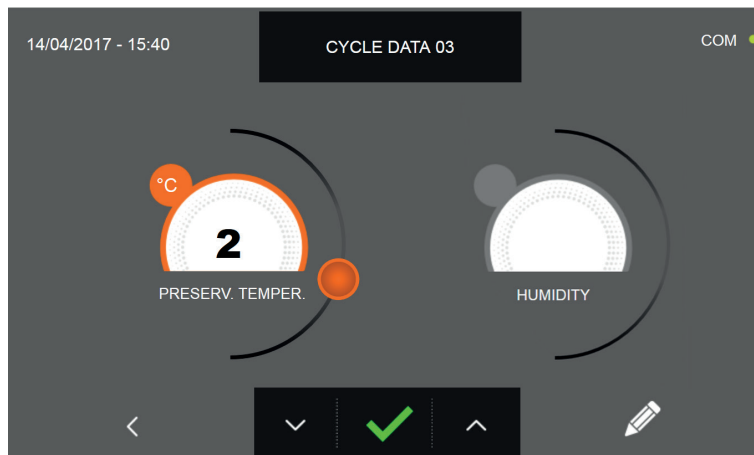 14/04/2017 - 15:40
CYCLE DATA 03
COM
°C
2
PRESERV. TEMPER.
HUMIDITY